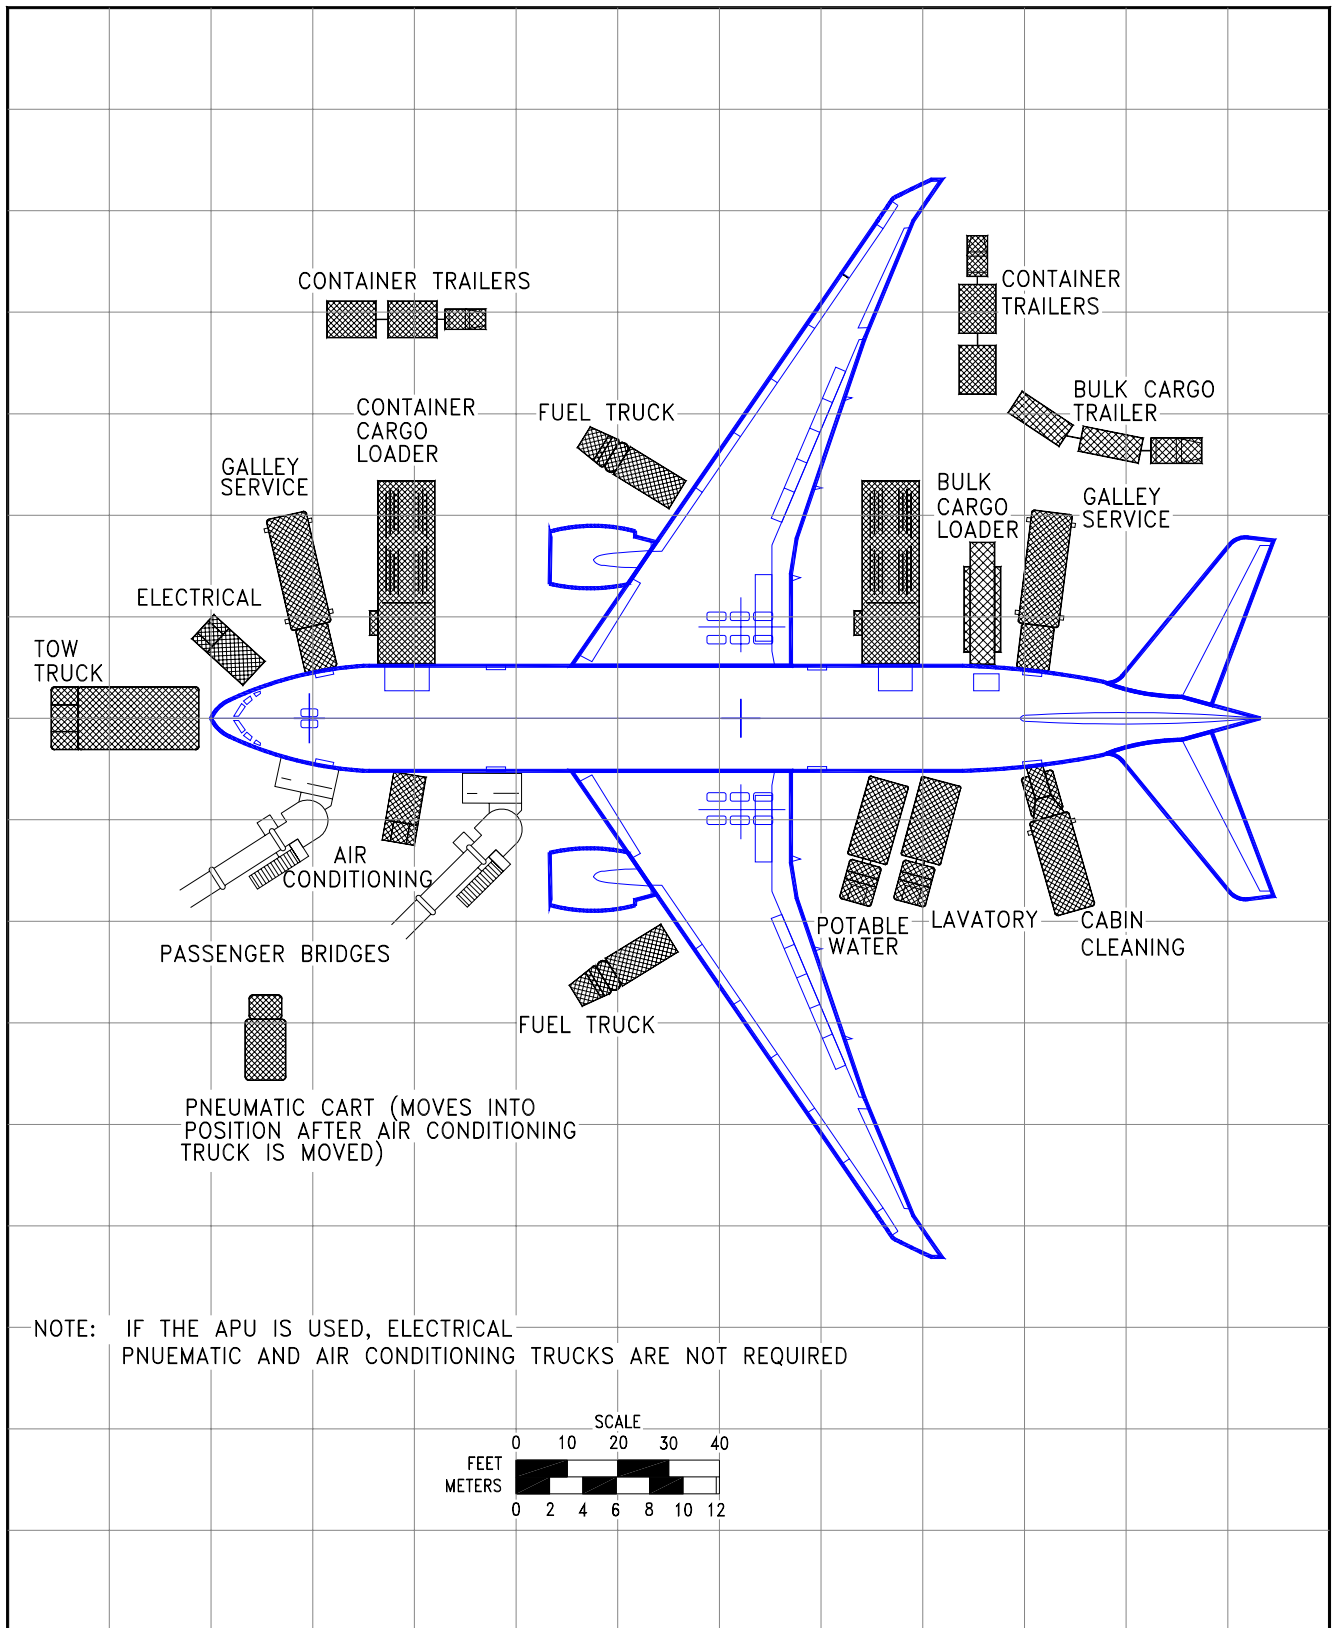 CONTAINER TRAILERS
CONTAINER
TRAILERS
BULK CARGO
TRAILER
CONTAINER
CARGO
LOADER
FUEL TRUCK
GALLEY
SERVICE
BULK
CARGO
LOADER
GALLEY
SERVICE
ELECTRICAL
TOW
TRUCK
AIR
CONDITIONING
PASSENGER BRIDGES
POTABLE
WATER
LAVATORY
CABIN
CLEANING
FUEL TRUCK
PNEUMATIC CART (MOVES INTO
POSITION AFTER AIR CONDITIONING
TRUCK IS MOVED)
NOTE: IF THE APU IS USED, ELECTRICAL
PNUEMATIC AND AIR CONDITIONING TRUCKS ARE NOT REQUIRED
SCALE
0 10 20 30 40
FEET
METERS
0 2 4 6 8 10 12